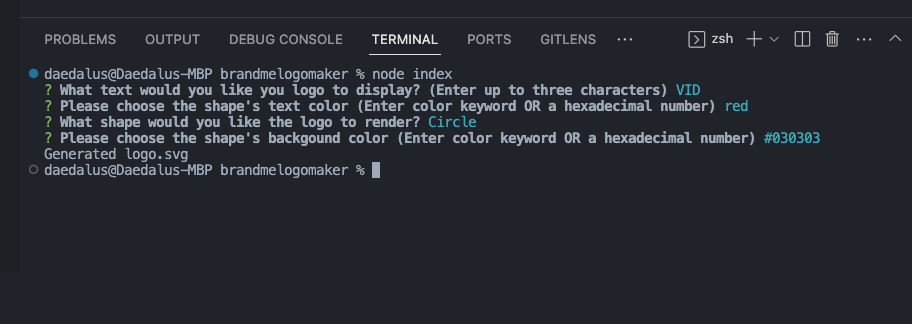 PROBLEMS OUTPUT DEBUG CONSOLE TERMINAL PORTS GITLENS ··· zsh
daedalus@Daedalus-MBP brandmelogomaker % node index
? What text would you like you logo to display? (Enter up to three characters) VID
? Please choose the shape's text color (Enter color keyword OR a hexadecimal number) red
? What shape would you like the logo to render? Circle
? Please choose the shape's backgound color (Enter color keyword OR a hexadecimal number) #030303
Generated logo.svg
daedalus@Daedalus-MBP brandmelogomaker %